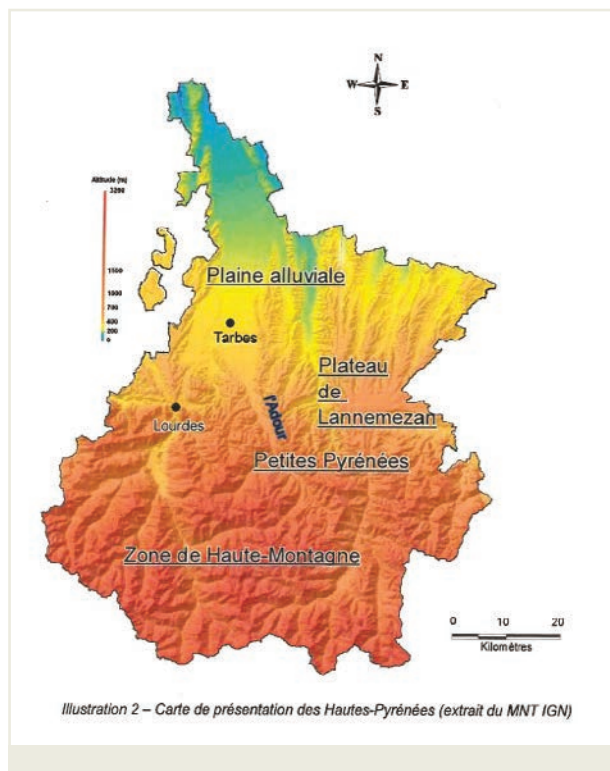 N
W E
S
Altitude (m)
3200
1500
1000
700
400
200
0
Plaine alluviale
Tarbes
Plateau
de
Lannemezan
l'Adour
Lourdes
Petites Pyrénées
Zone de Haute-Montagne
0 10 20
Kilomètres
Illustration 2 – Carte de présentation des Hautes-Pyrénées (extrait du MNT IGN)